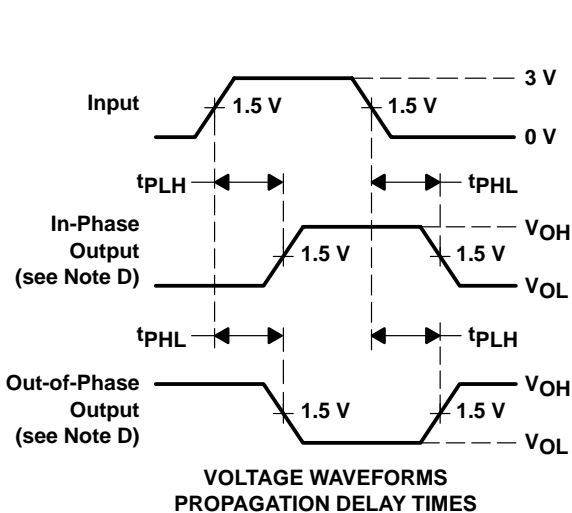 3 V
Input
1.5 V
1.5 V
0 V
tPLH
tPHL
In-Phase
Output
(see Note D)
VOH
1.5 V
1.5 V
VOL
tPHL
tPLH
Out-of-Phase
Output
(see Note D)
VOH
1.5 V
1.5 V
VOL
VOLTAGE WAVEFORMS
PROPAGATION DELAY TIMES